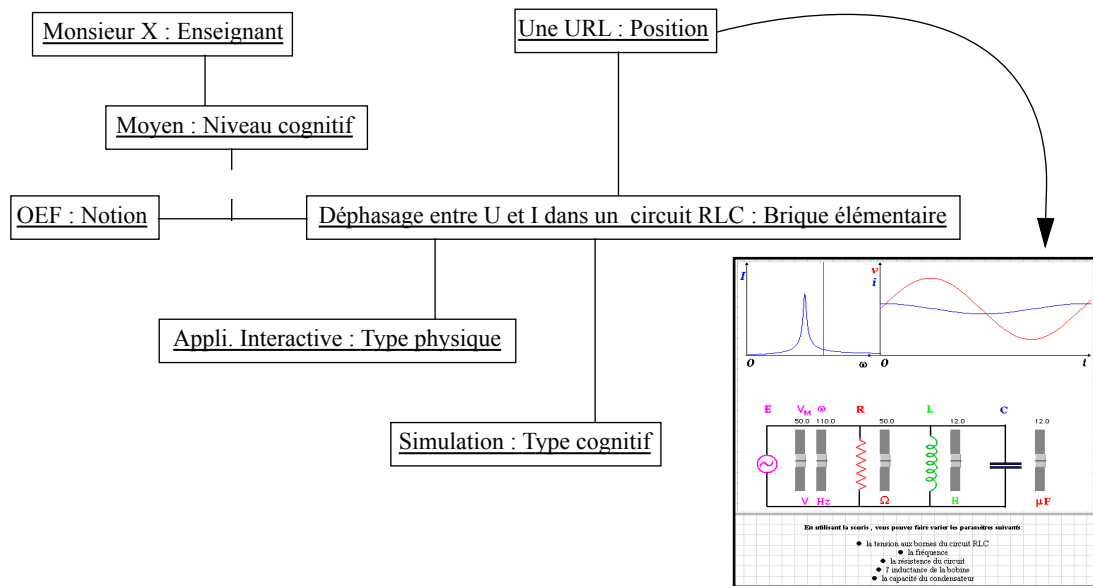 Monsieur X : Enseignant
Une URL : Position
Moyen : Niveau cognitif
OEF : Notion
Déphasage entre U et I dans un circuit RLC : Brique élémentaire
Appli. Interactive : Type physique
Simulation : Type cognitif
I
v
i
0
ω
0
t
E
V_M
ω
R
L
C
50.0
110.0
50.0
12.0
12.0
V
Hz
Ω
H
µF
En utilisant la souris , vous pouvez faire varier les paramètres suivants
● la tension aux bornes du circuit RLC
● la fréquence
● la résistence du circuit
● l' inductance de la bobine
● la capacité du condensateur